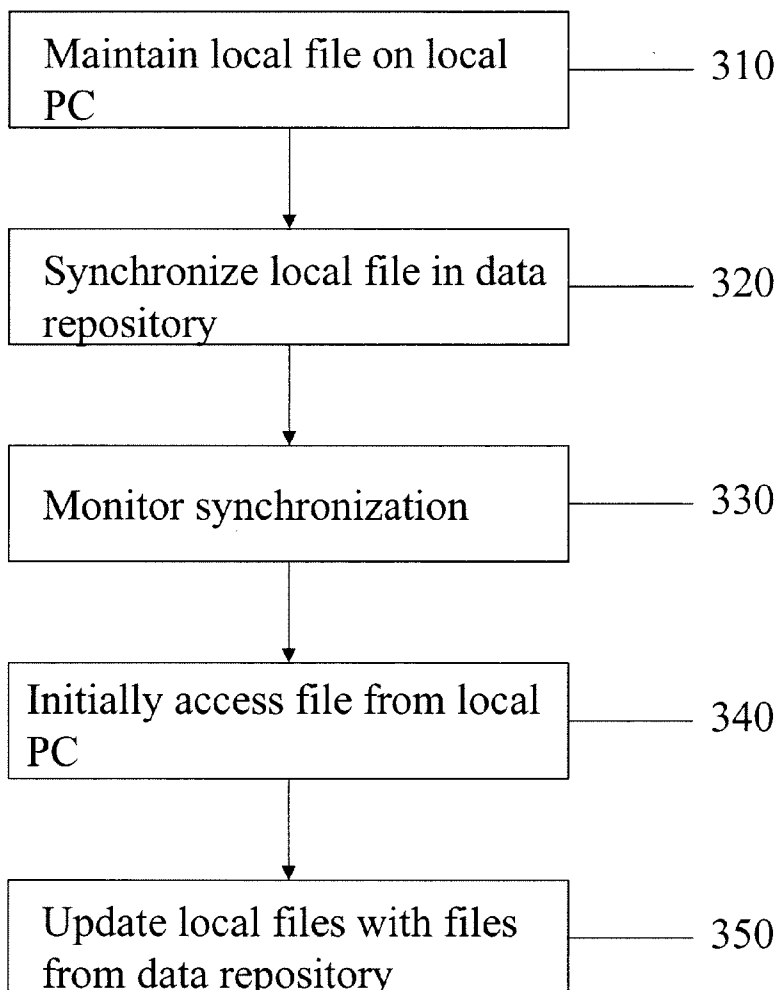 Maintain local file on local
PC
310
Synchronize local file in data
repository
320
Monitor synchronization
330
Initially access file from local
PC
340
Update local files with files
from data repository
350